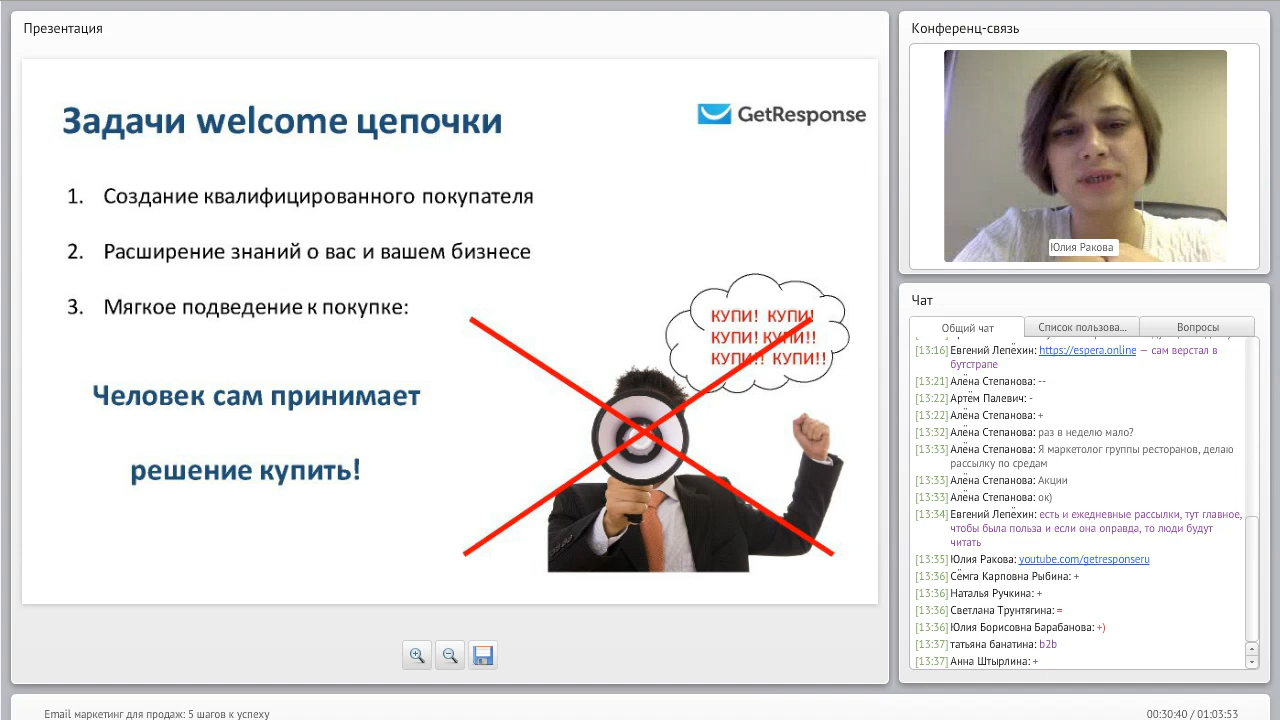 Презентация
Задачи welcome цепочки
GetResponse
1. Создание квалифицированного покупателя
2. Расширение знаний о вас и вашем бизнесе
3. Мягкое подведение к покупке:
КУПИ! КУПИ!
КУПИ! КУПИ!!
КУПИ!! КУПИ!!
Человек сам принимает
решение купить!
Конференц-связь
Юлия Ракова
Чат
Общий чат
Список пользова...
Вопросы
[13:16] Евгений Лепёхин: https://espera.online — сам верстал в
бутстрапе
[13:21] Алёна Степанова: --
[13:22] Артём Палевич: -
[13:22] Алёна Степанова: +
[13:32] Алёна Степанова: раз в неделю мало?
[13:33] Алёна Степанова: Я маркетолог группы ресторанов, делаю
рассылку по средам
[13:33] Алёна Степанова: Акции
[13:33] Алёна Степанова: ок)
[13:34] Евгений Лепёхин: есть и ежедневные рассылки, тут главное,
чтобы была польза и если она оправда, то люди будут
читать
[13:35] Юлия Ракова: youtube.com/getresponseru
[13:36] Сёмга Карповна Рыбина: +
[13:36] Наталья Ручкина: +
[13:36] Светлана Трунтягина: =
[13:36] Юлия Борисовна Барабанова: +)
[13:37] татьяна банатина: b2b
[13:37] Анна Штырлина: +
Email маркетинг для продаж: 5 шагов к успеху
00:30:40 / 01:03:53